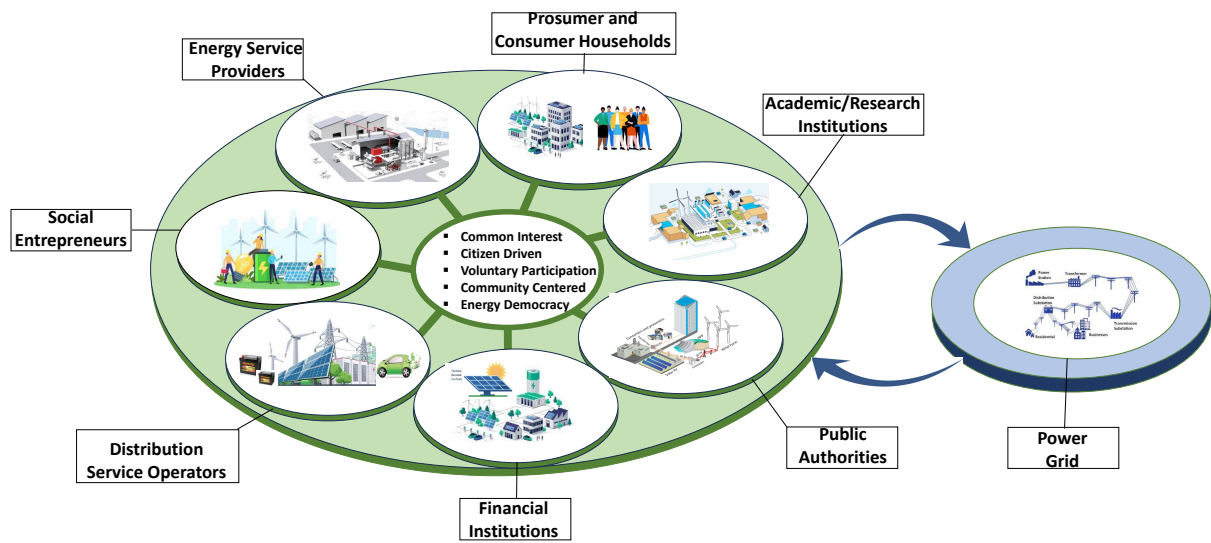 Prosumer and
Consumer Households
Energy Service
Providers
Academic/Research
Institutions
Social
Entrepreneurs
▪ Common Interest
▪ Citizen Driven
▪ Voluntary Participation
▪ Community Centered
▪ Energy Democracy
Power
Station
Transformer
Distribution
Substation
Transmission
Substation
Residential
Businesses
Distribution
Service Operators
Financial
Institutions
Public
Authorities
Power
Grid